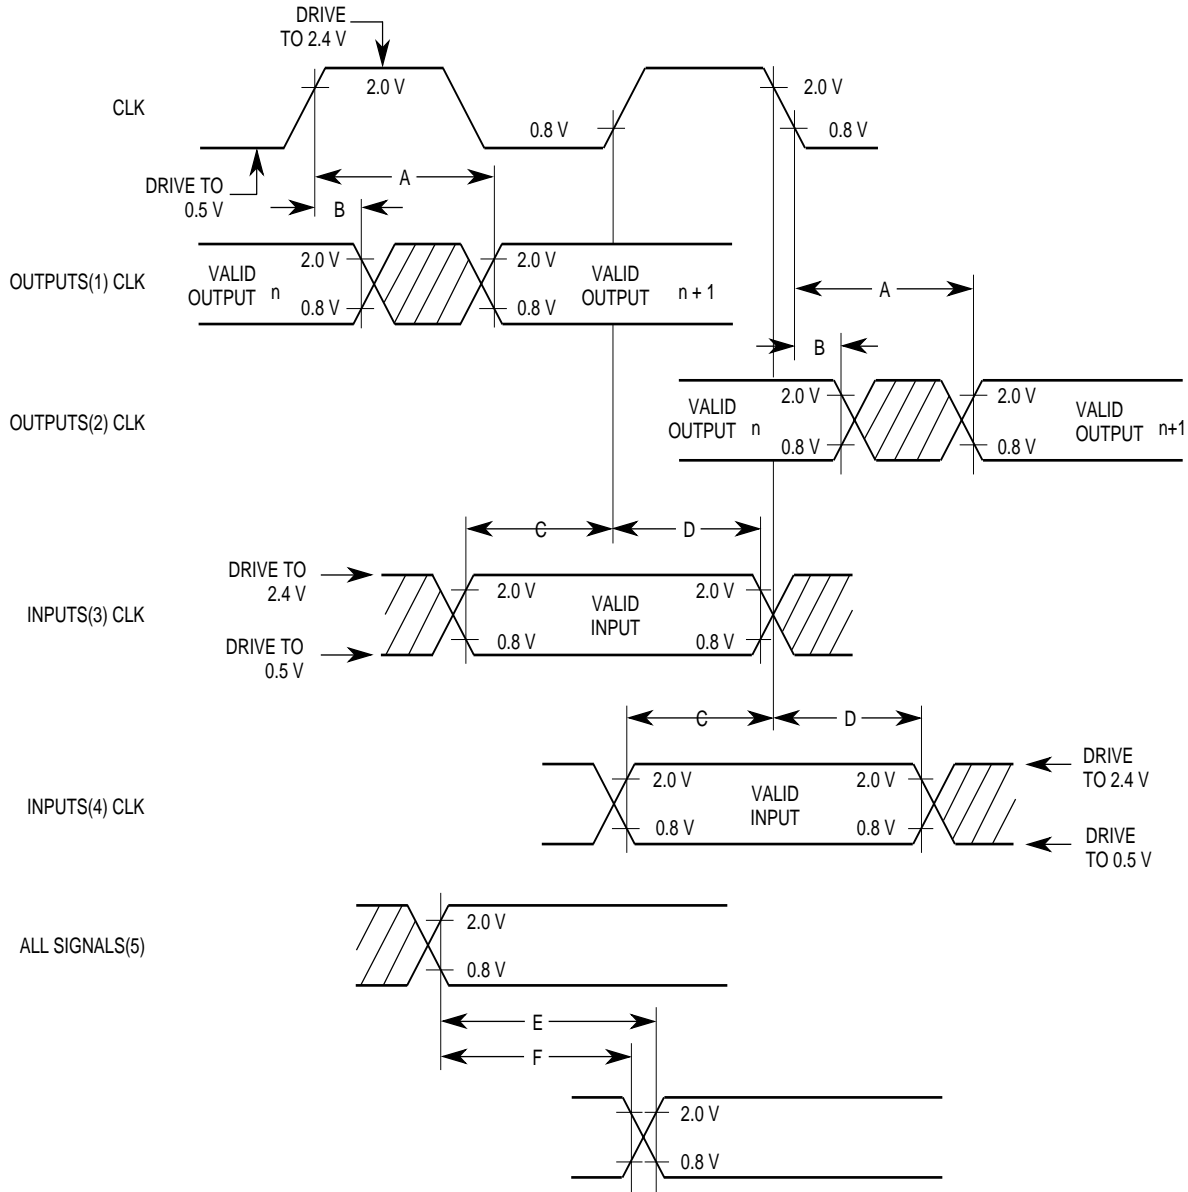 DRIVE
TO 2.4 V
2.0 V
2.0 V
CLK
0.8 V
0.8 V
DRIVE TO
0.5 V
A
B
OUTPUTS(1) CLK
VALID
OUTPUT n
2.0 V
0.8 V
2.0 V
0.8 V
VALID
OUTPUT n + 1
A
B
OUTPUTS(2) CLK
VALID
OUTPUT n
2.0 V
0.8 V
2.0 V
0.8 V
VALID
OUTPUT n+1
C
D
DRIVE TO
2.4 V
INPUTS(3) CLK
DRIVE TO
0.5 V
2.0 V
0.8 V
VALID
INPUT
2.0 V
0.8 V
C
D
INPUTS(4) CLK
2.0 V
0.8 V
VALID
INPUT
2.0 V
0.8 V
DRIVE
TO 2.4 V
DRIVE
TO 0.5 V
ALL SIGNALS(5)
2.0 V
0.8 V
E
F
2.0 V
0.8 V